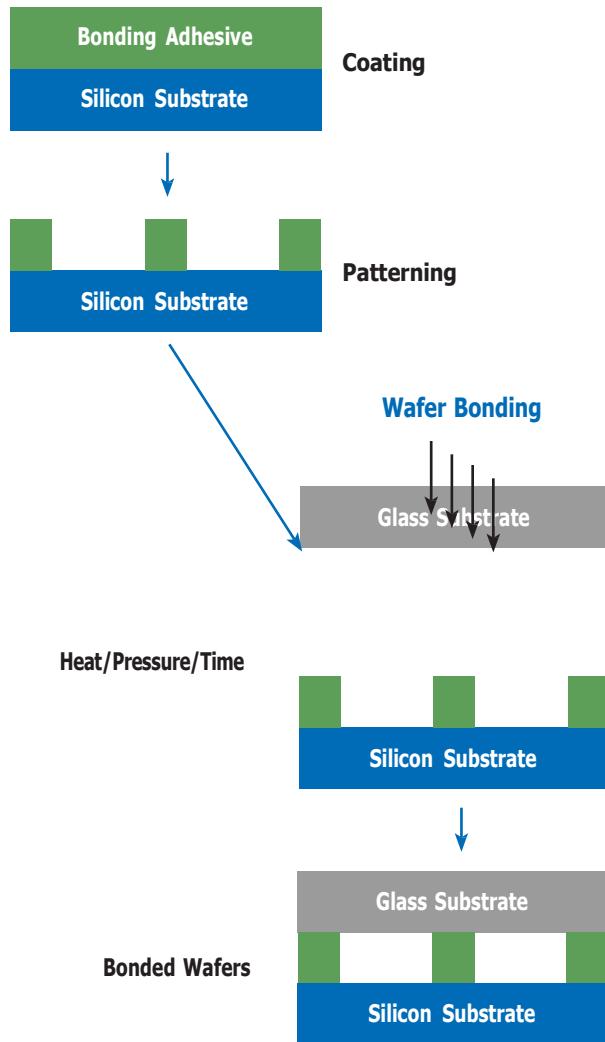 Bonding Adhesive
Coating
Silicon Substrate
Patterning
Silicon Substrate
Wafer Bonding
Glass Substrate
Heat/Pressure/Time
Silicon Substrate
Glass Substrate
Bonded Wafers
Silicon Substrate